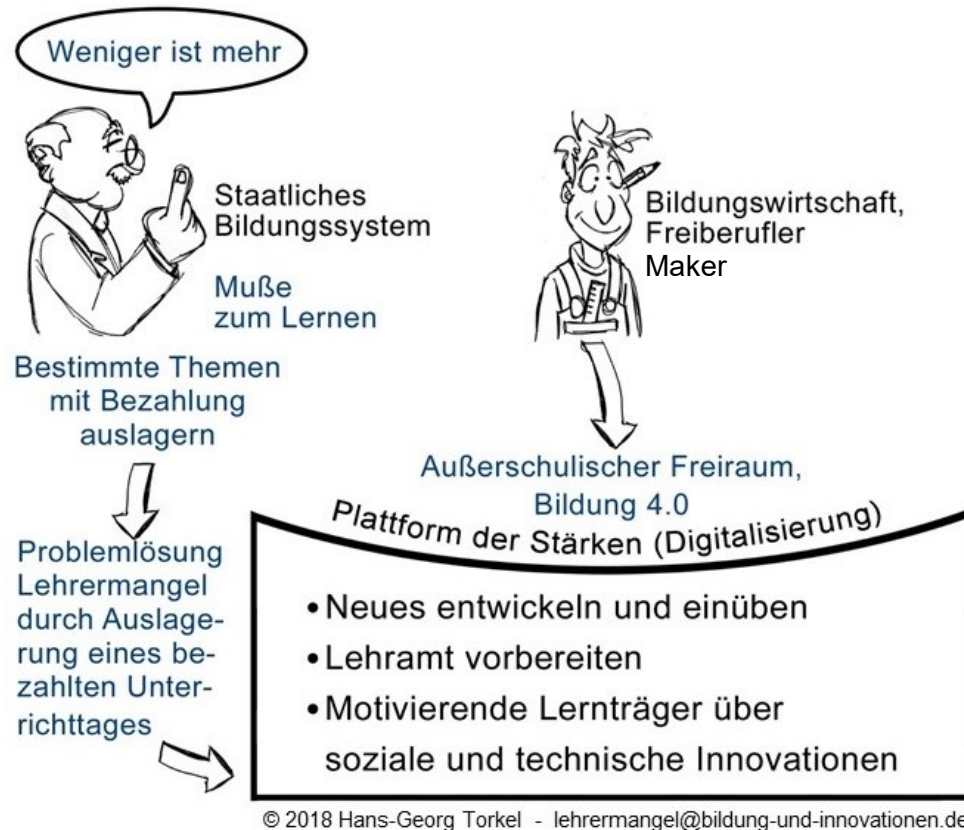 Weniger ist mehr
Staatliches
Bildungssystem
Muße
zum Lernen
Bestimmte Themen
mit Bezahlung
auslagern
Problemlösung
Lehrermangel
durch Auslage-
rung eines be-
zahlten Unter-
richttages
Bildungswirtschaft,
Freiberufler
Maker
Außerschulischer Freiraum,
Bildung 4.0
Plattform der Stärken (Digitalisierung)
• Neues entwickeln und einüben
• Lehramt vorbereiten
• Motivierende Lernträger über
soziale und technische Innovationen
© 2018 Hans-Georg Torkel - lehrermangel@bildung-und-innovationen.de